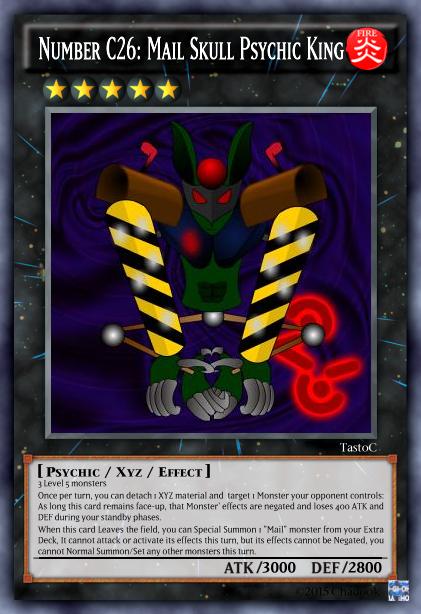 Number C26: Mail Skull Psychic King
FIRE
炎
TastoC
[ Psychic / Xyz / Effect ]
3 Level 5 monsters
Once per turn, you can detach 1 XYZ material and target 1 Monster your opponent controls:
As long this card remains face-up, that Monster' effects are negated and loses 400 ATK and
DEF during your standby phases.
When this card Leaves the field, you can Special Summon 1 "Mail" monster from your Extra
Deck, It cannot attack or activate its effects this turn, but its effects cannot be Negated, you
cannot Normal Summon/Set any other monsters this turn.
ATK/3000 DEF/2800